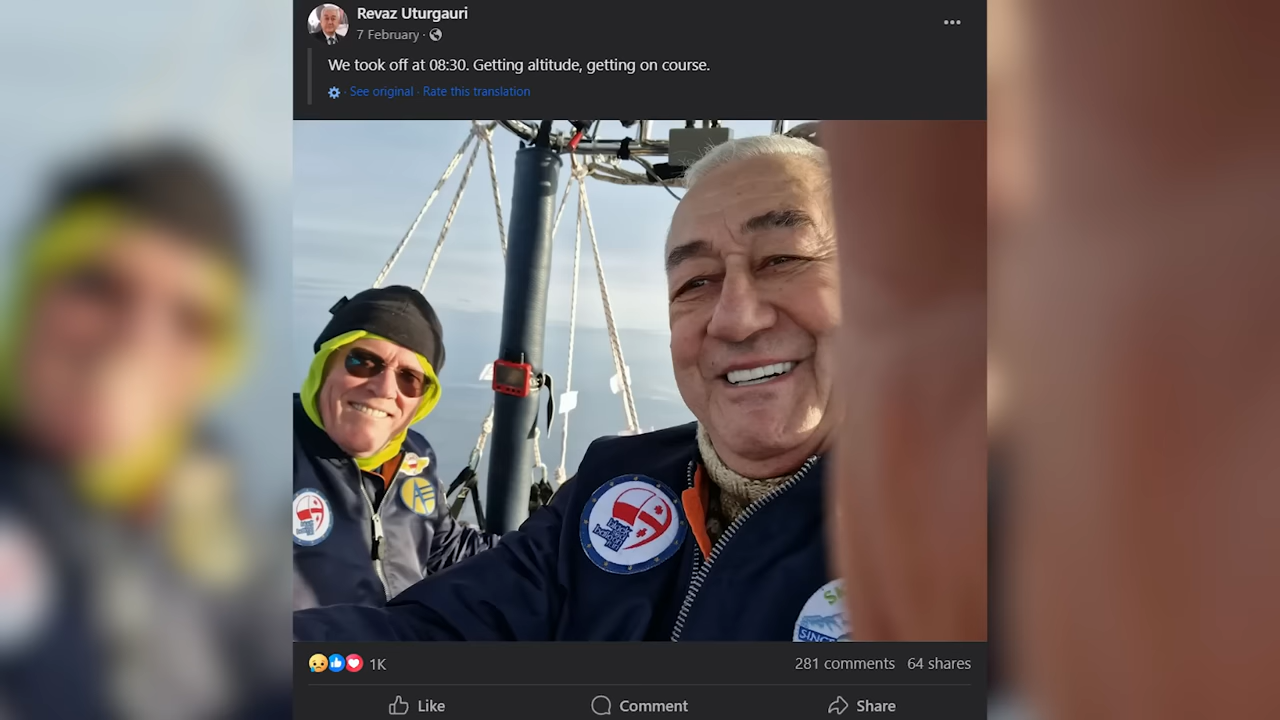 Revaz Uturgauri
7 February ·
We took off at 08:30. Getting altitude, getting on course.
· See original · Rate this translation
SINCE
1K
281 comments 64 shares
Like
Comment
Share